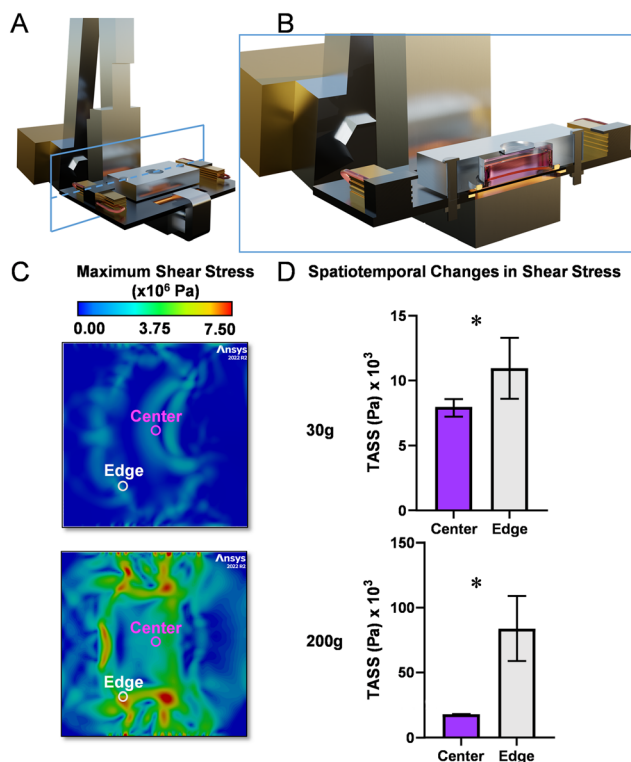 A
B
C
Maximum Shear Stress
(x10⁶ Pa)
0.00 3.75 7.50
Ansys
2022 R2
Center
Edge
Ansys
2022 R2
Center
Edge
D
Spatiotemporal Changes in Shear Stress
30g
TASS (Pa) x 10³
15
10
5
0
*
Center Edge
200g
TASS (Pa) x 10³
150
100
50
0
*
Center Edge